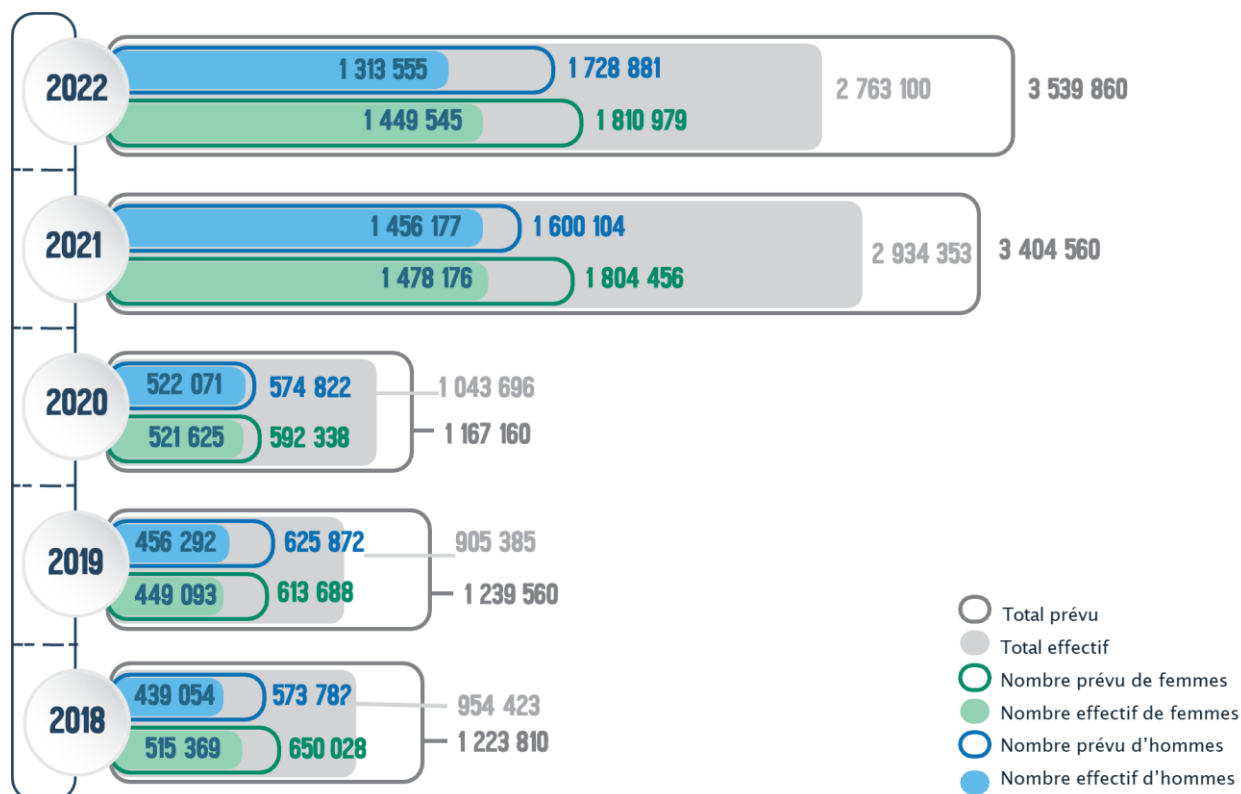 2022
1 313 555
1 728 881
1 449 545
1 810 979
2 763 100
3 539 860
2021
1 456 177
1 600 104
1 478 176
1 804 456
2 934 353
3 404 560
2020
522 071
574 822
521 625
592 338
1 043 696
1 167 160
2019
456 292
625 872
449 093
613 688
905 385
1 239 560
2018
439 054
573 782
515 369
650 028
954 423
1 223 810
Total prévu
Total effectif
Nombre prévu de femmes
Nombre effectif de femmes
Nombre prévu d’hommes
Nombre effectif d’hommes